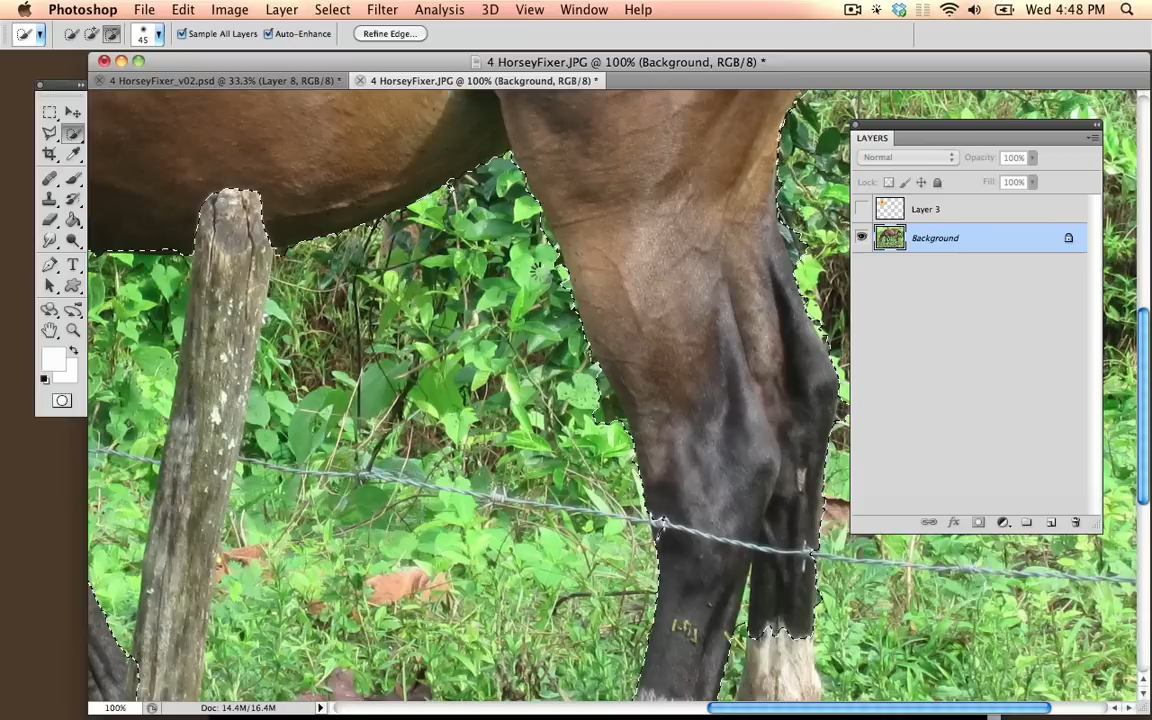 Photoshop File Edit Image Layer Select Filter Analysis 3D View Window Help Wed 4:48 PM
45 Sample All Layers Auto-Enhance Refine Edge...
4 HorseyFixer.JPG @ 100% (Background, RGB/8) *
4 HorseyFixer_v02.psd @ 33.3% (Layer 8, RGB/8) * 4 HorseyFixer.JPG @ 100% (Background, RGB/8) *
LAYERS
Normal Opacity: 100%
Lock: Fill: 100%
Layer 3
Background
100% Doc: 14.4M/16.4M